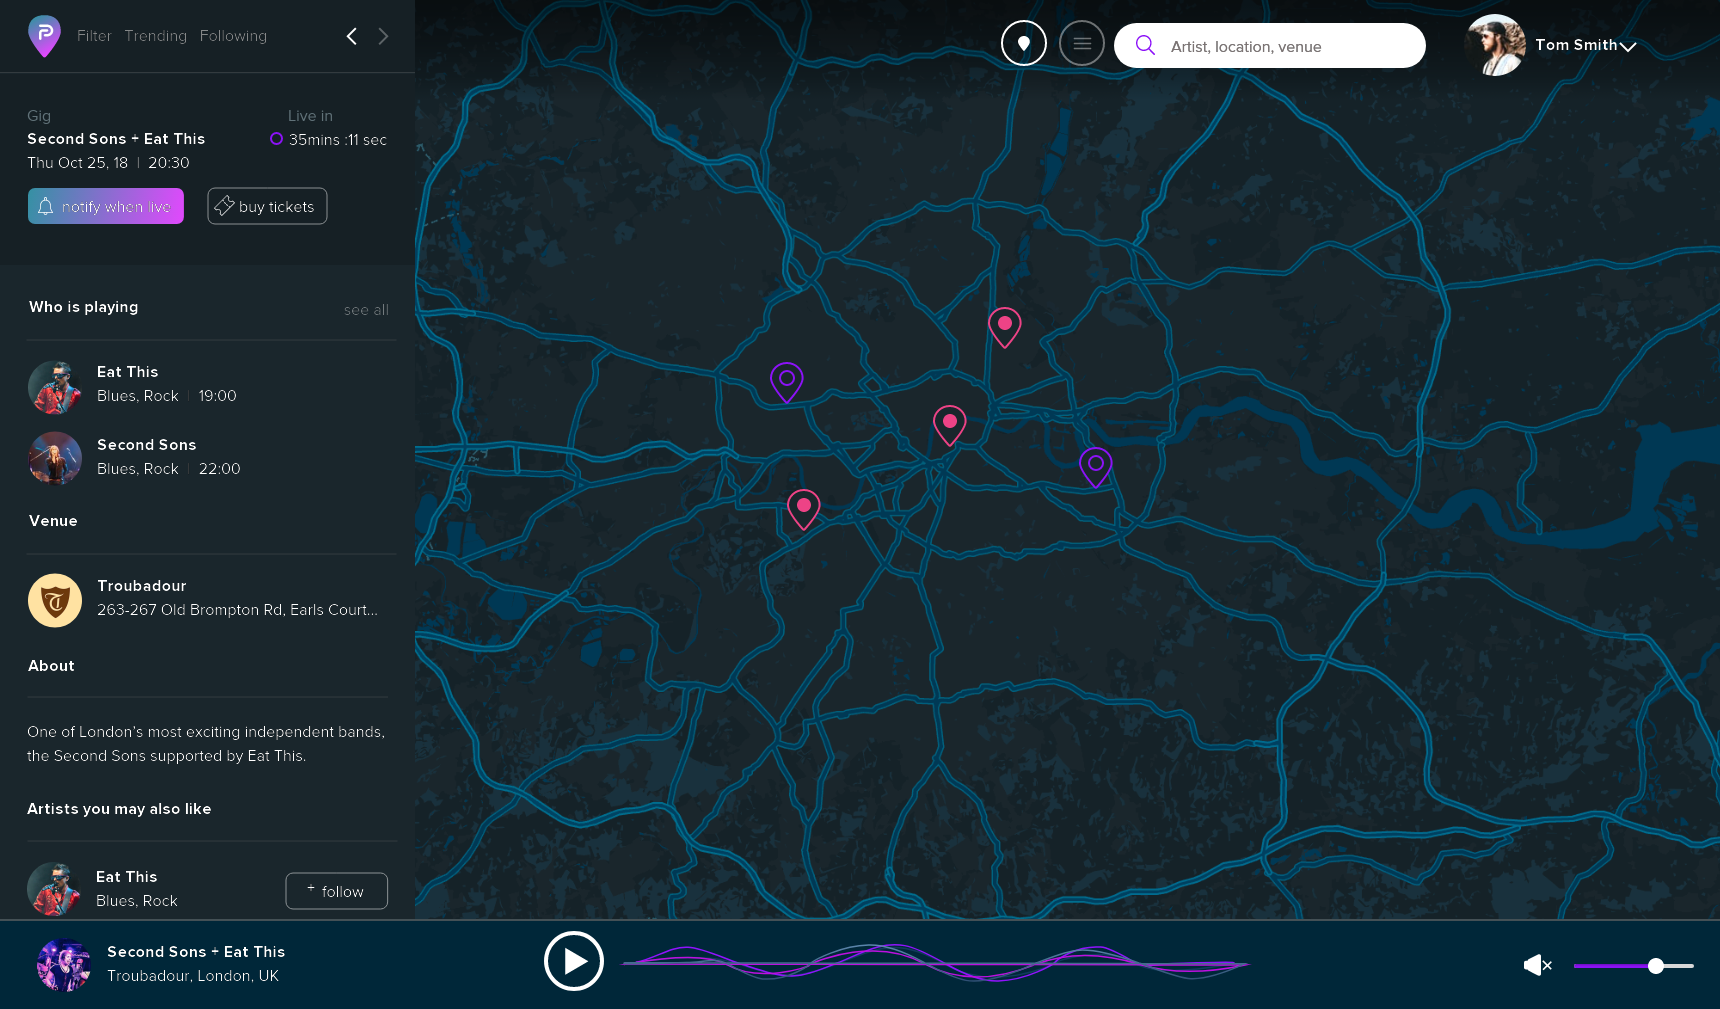 Filter Trending Following
Artist, location, venue
Tom Smith
Gig
Live in
Second Sons + Eat This
35mins :11 sec
Thu Oct 25, 18 | 20:30
notify when live
buy tickets
Who is playing
see all
Eat This
Blues, Rock | 19:00
Second Sons
Blues, Rock | 22:00
Venue
Troubadour
263-267 Old Brompton Rd, Earls Court...
About
One of London's most exciting independent bands,
the Second Sons supported by Eat This.
Artists you may also like
Eat This
Blues, Rock
+ follow
Second Sons + Eat This
Troubadour, London, UK